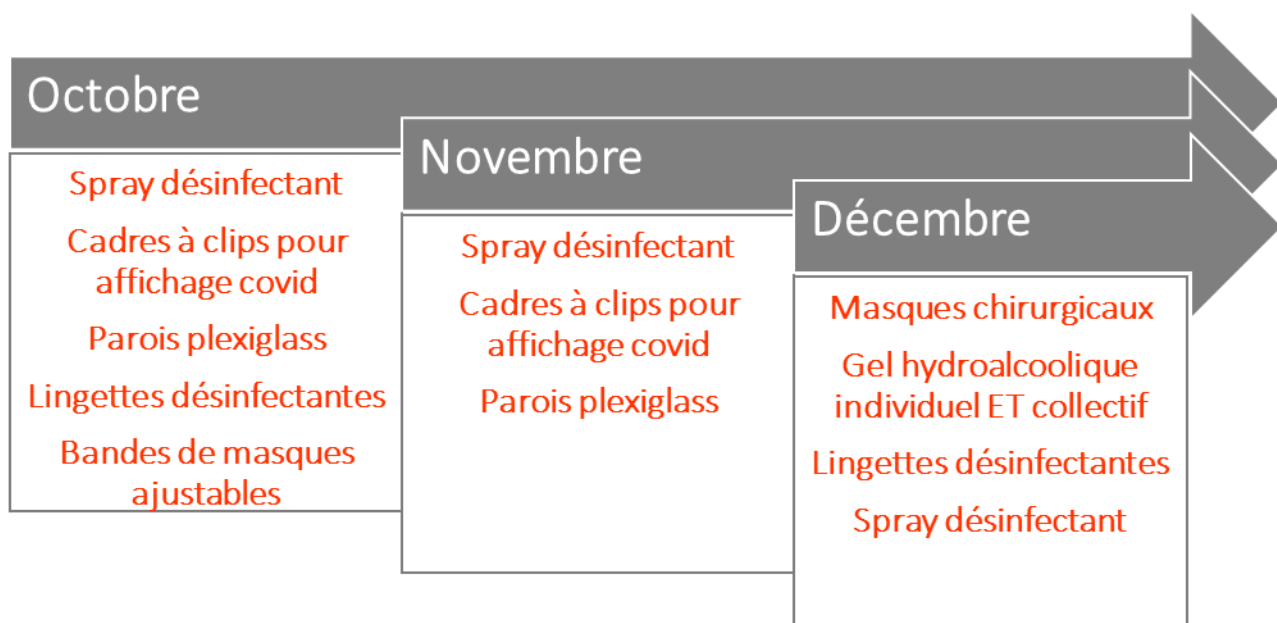 Octobre
Spray désinfectant
Cadres à clips pour
affichage covid
Parois plexiglass
Lingettes désinfectantes
Bandes de masques
ajustables
Novembre
Spray désinfectant
Cadres à clips pour
affichage covid
Parois plexiglass
Décembre
Masques chirurgicaux
Gel hydroalcoolique
individuel ET collectif
Lingettes désinfectantes
Spray désinfectant